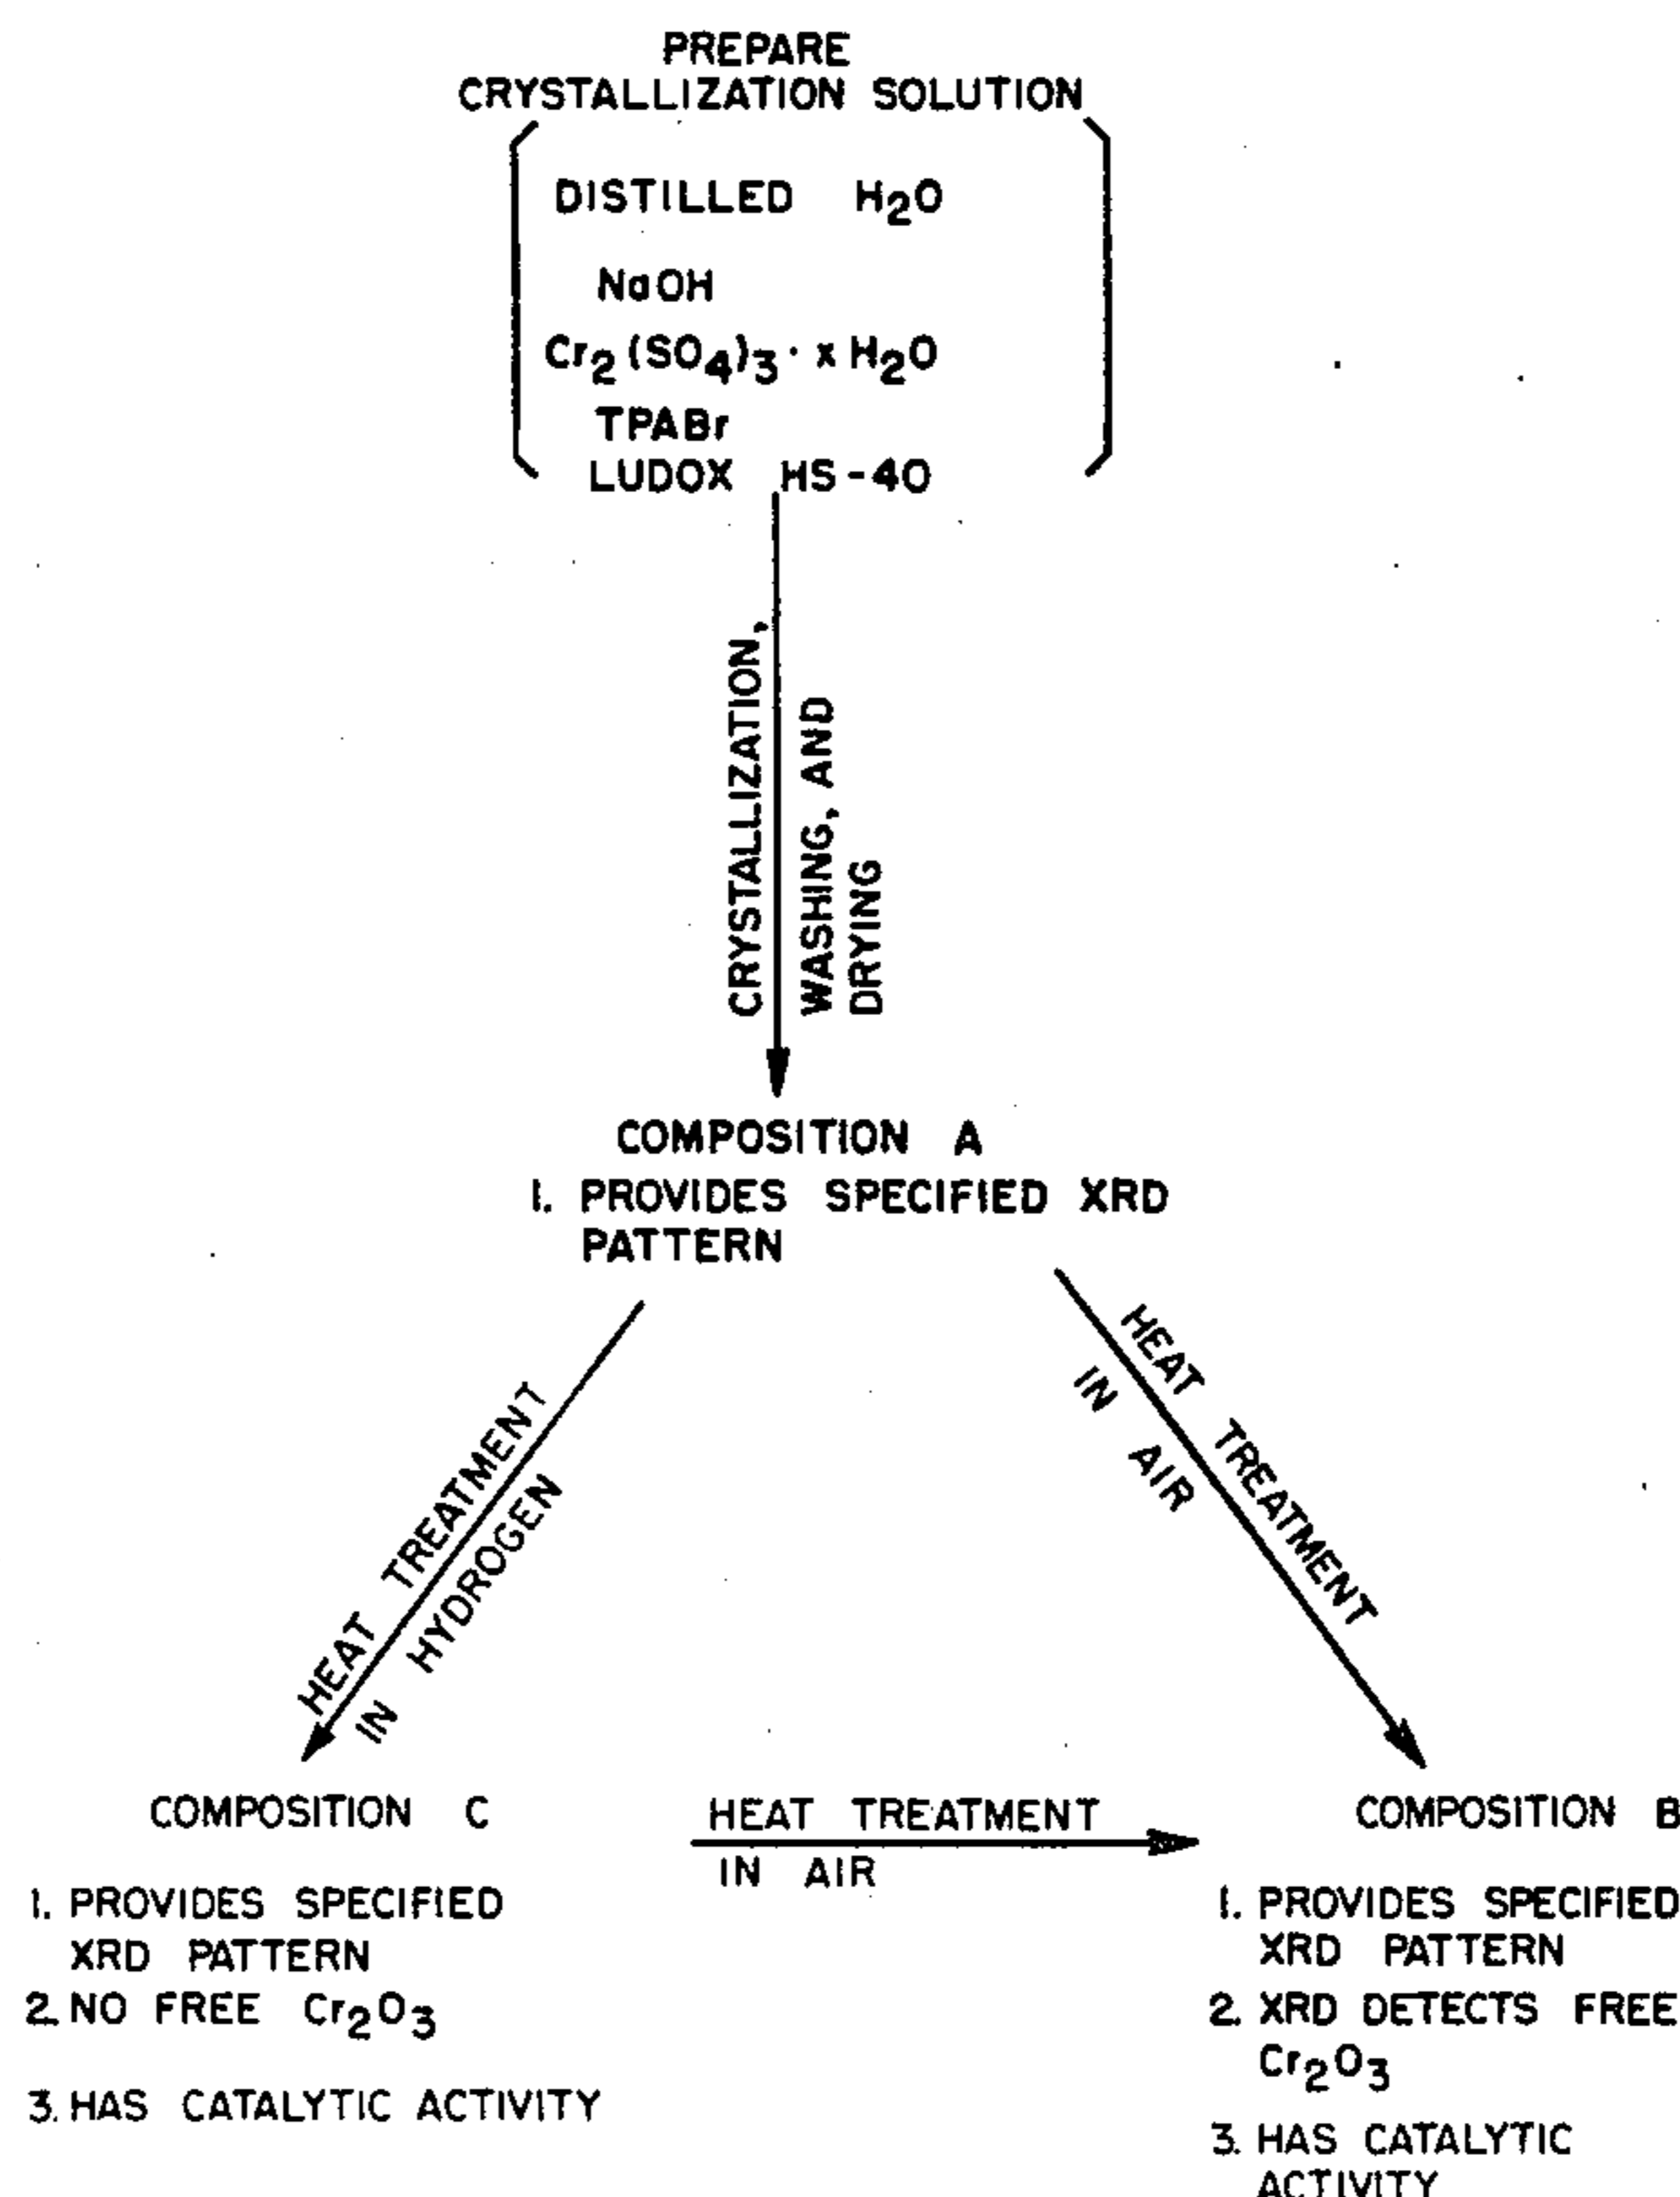 PREPARE
CRYSTALLIZATION SOLUTION
DISTILLED H2O
NaOH
Cr2(SO4)3 · x H2O
TPABr
LUDOX HS-40
CRYSTALLIZATION,
WASHING, AND
DRYING
COMPOSITION A
1. PROVIDES SPECIFIED XRD
PATTERN
HEAT TREATMENT
IN HYDROGEN
HEAT TREATMENT
IN AIR
COMPOSITION C
HEAT TREATMENT
IN AIR
COMPOSITION B
1. PROVIDES SPECIFIED
XRD PATTERN
2. NO FREE Cr2O3
3. HAS CATALYTIC ACTIVITY
1. PROVIDES SPECIFIED
XRD PATTERN
2. XRD DETECTS FREE
Cr2O3
3. HAS CATALYTIC
ACTIVITY